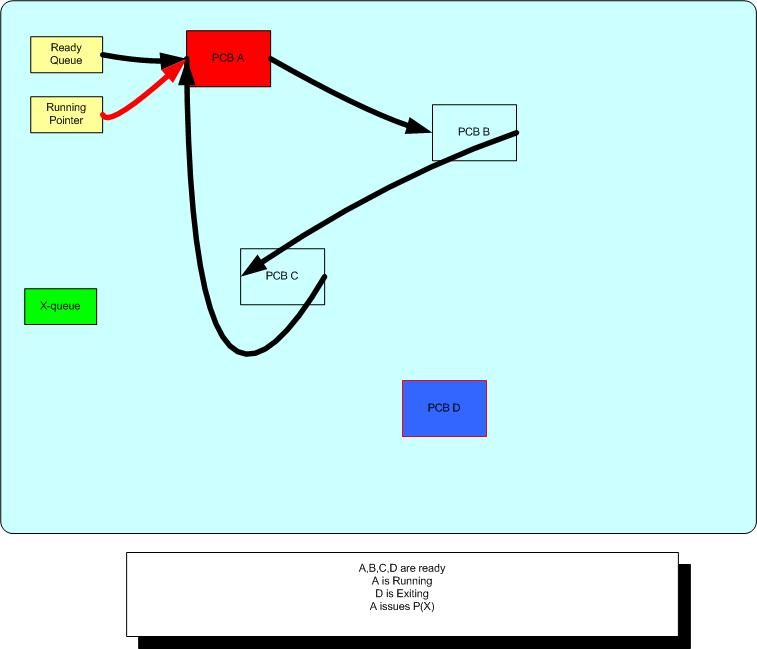 Ready
Queue
PCB A
Running
Pointer
PCB B
PCB C
X-queue
PCB D
A,B,C,D are ready
A is Running
D is Exiting
A issues P(X)